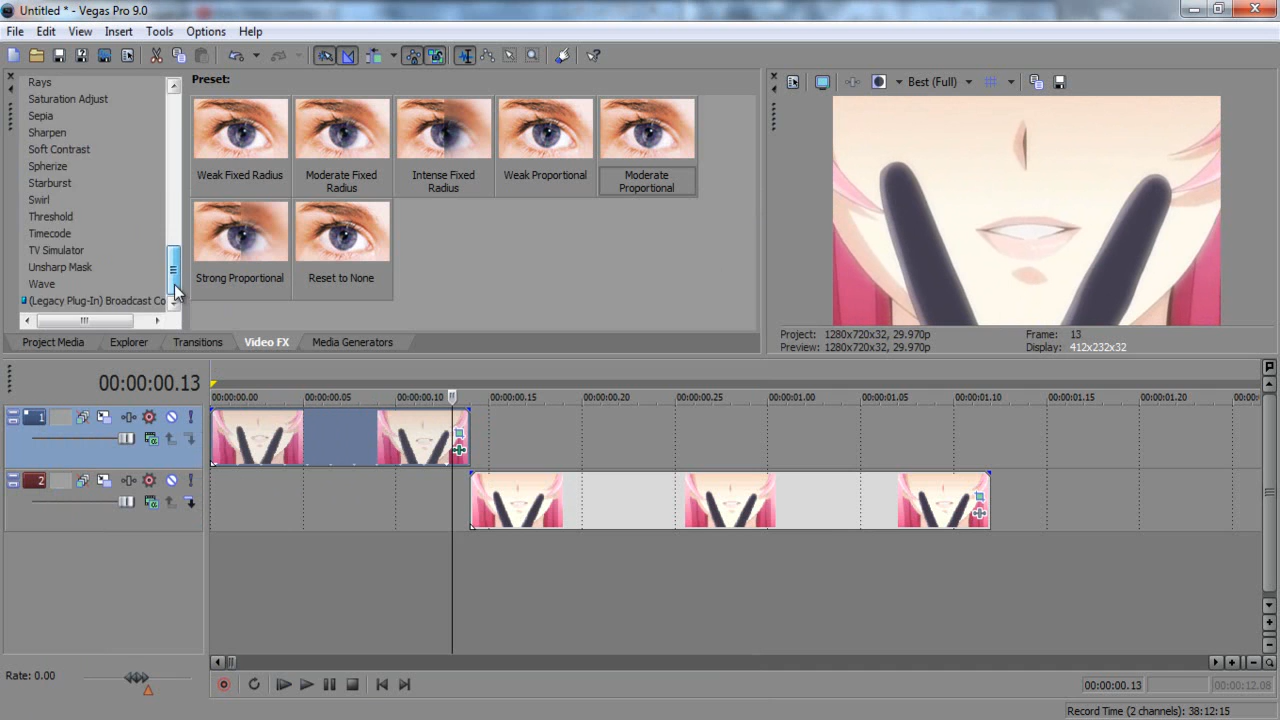 Untitled * - Vegas Pro 9.0
File Edit View Insert Tools Options Help
Rays
Saturation Adjust
Sepia
Sharpen
Soft Contrast
Spherize
Starburst
Swirl
Threshold
Timecode
TV Simulator
Unsharp Mask
Wave
(Legacy Plug-In) Broadcast Co
Preset:
Weak Fixed Radius
Moderate Fixed
Radius
Intense Fixed
Radius
Weak Proportional
Moderate
Proportional
Strong Proportional
Reset to None
Best (Full)
Project: 1280x720x32, 29.970p
Frame: 13
Preview: 1280x720x32, 29.970p
Display: 412x232x32
Project Media Explorer Transitions Video FX Media Generators
00:00:00.13
00:00:00.00 00:00:00.05 00:00:00.10 00:00:00.15 00:00:00.20 00:00:00.25 00:00:01.00 00:00:01.05 00:00:01.10 00:00:01.15 00:00:01.20 00:00:0
1
2
Rate: 0.00
00:00:00.13
00:00:12.08
Record Time (2 channels): 38:12:15